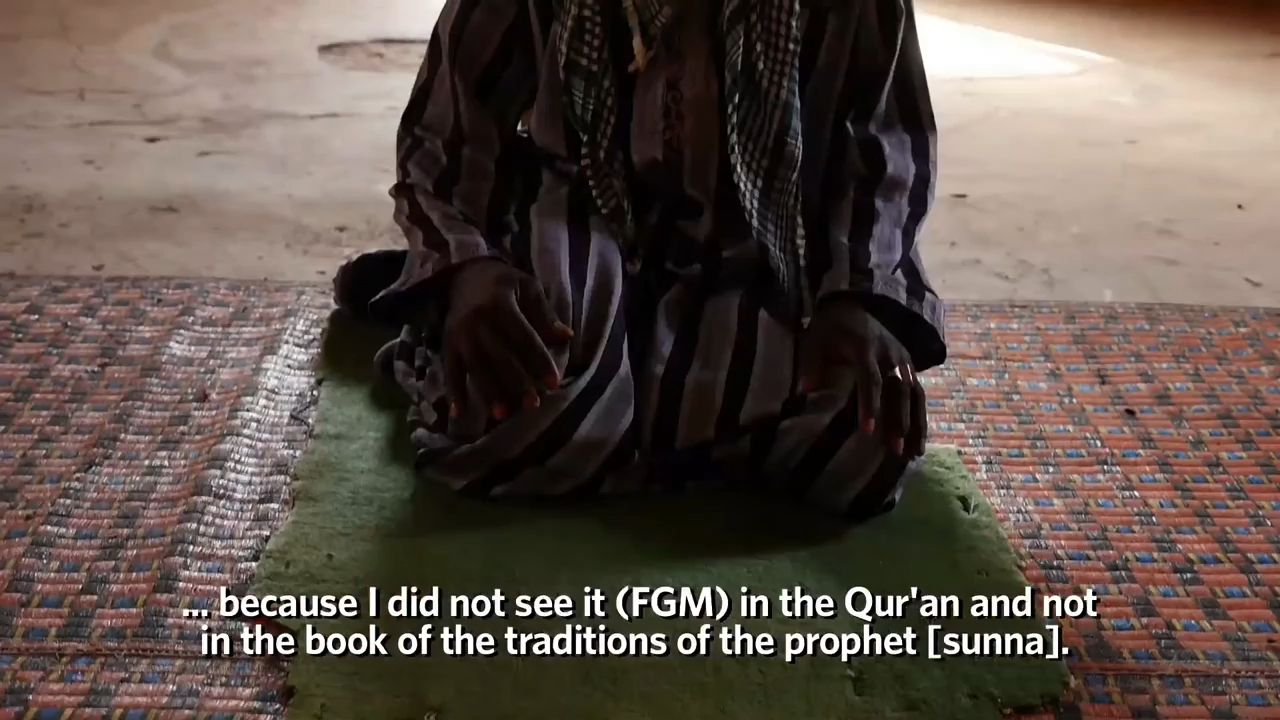 ... because I did not see it (FGM) in the Qur'an and not
in the book of the traditions of the prophet [sunna].